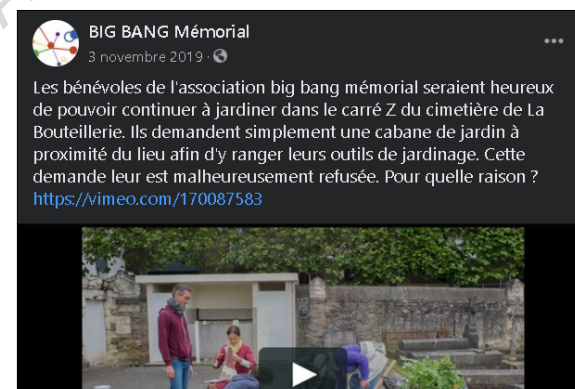 BIG BANG Mémorial
3 novembre 2019 ·
Les bénévoles de l'association big bang mémorial seraient heureux
de pouvoir continuer à jardiner dans le carré Z du cimetière de La
Bouteillerie. Ils demandent simplement une cabane de jardin à
proximité du lieu afin d'y ranger leurs outils de jardinage. Cette
demande leur est malheureusement refusée. Pour quelle raison ?
https://vimeo.com/170087583